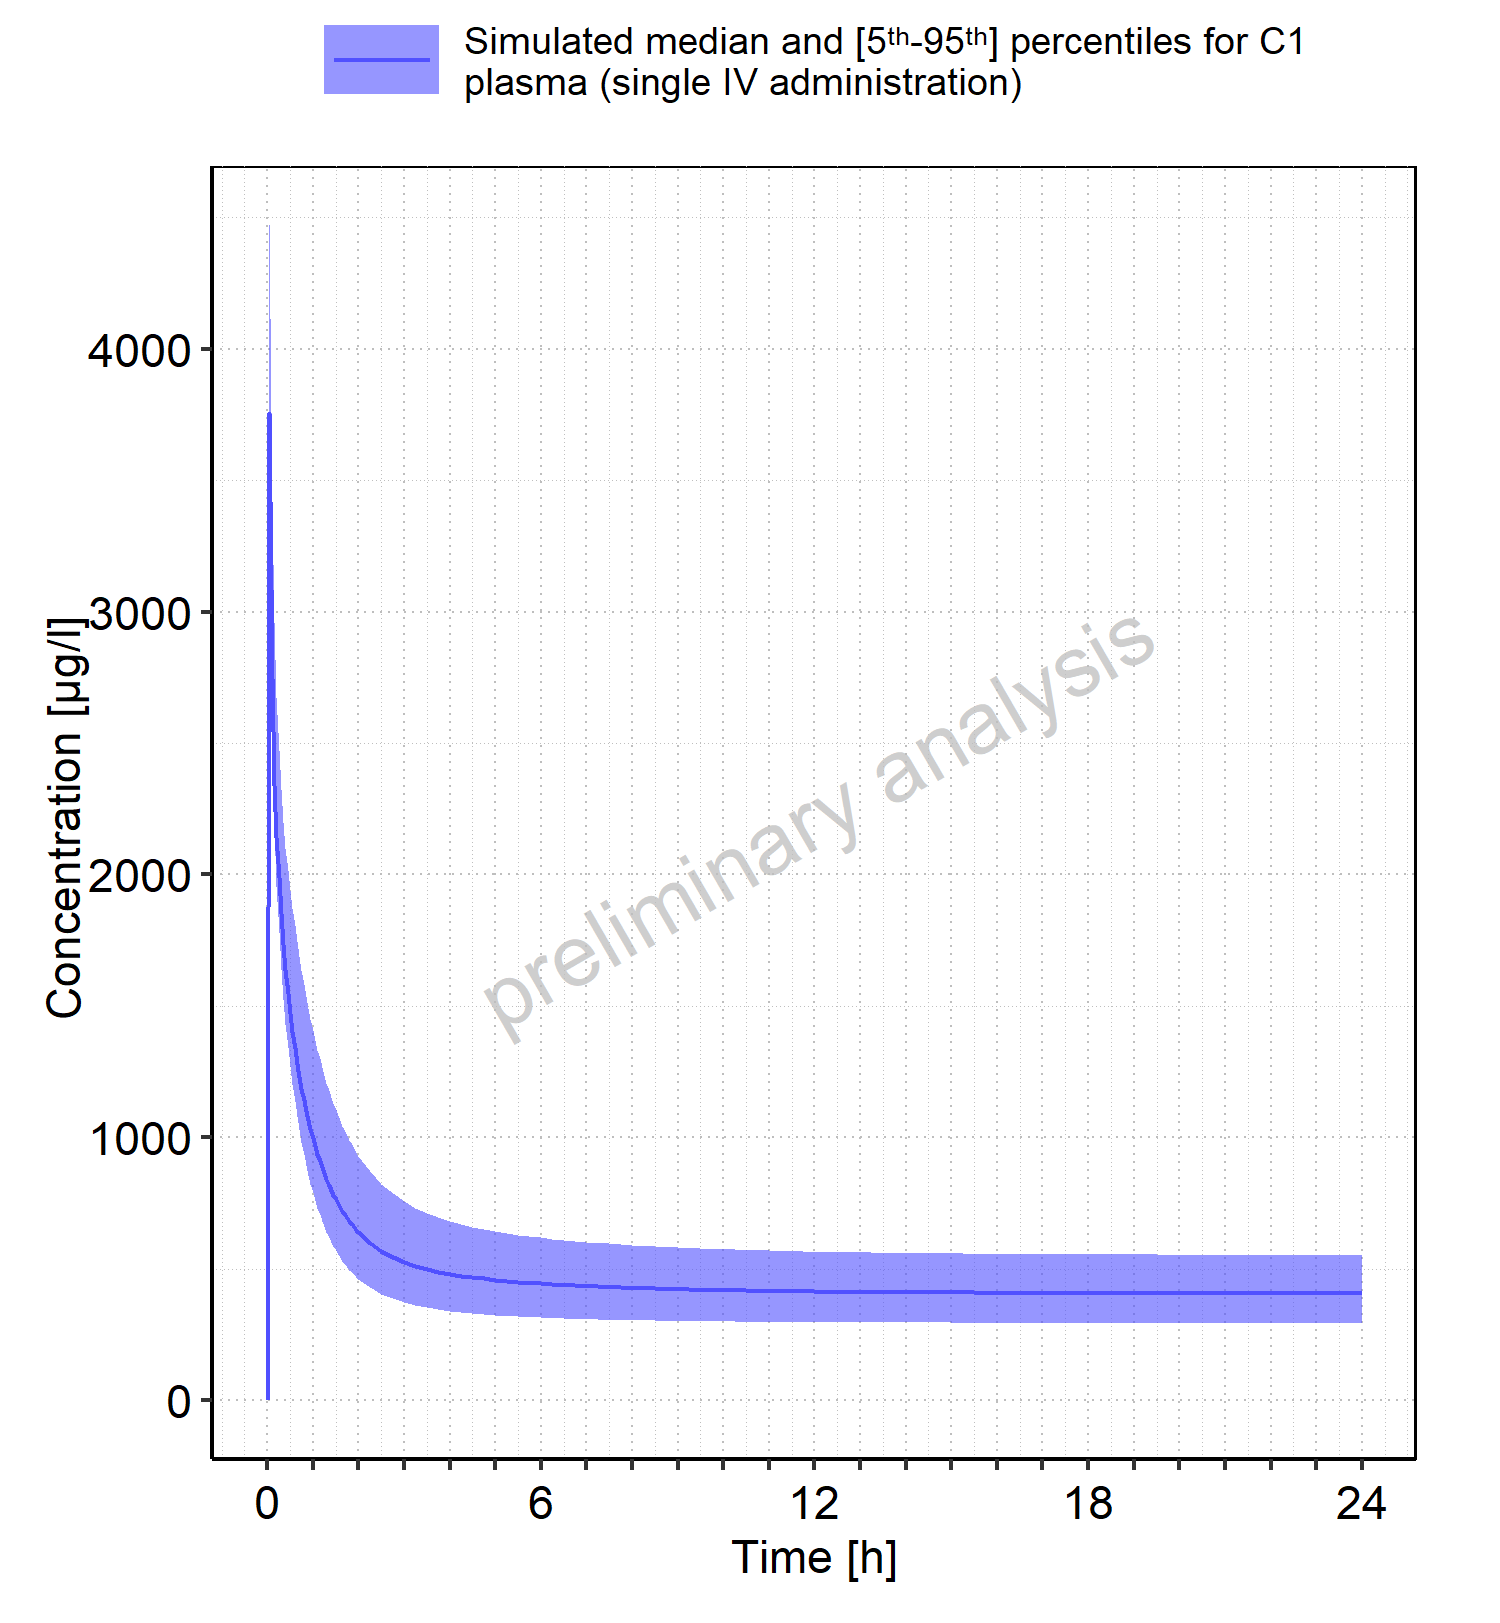 Simulated median and [5ᵗʰ-95ᵗʰ] percentiles for C1
plasma (single IV administration)
4000
3000
2000
1000
0
Concentration [µg/l]
preliminary analysis
0 6 12 18 24
Time [h]